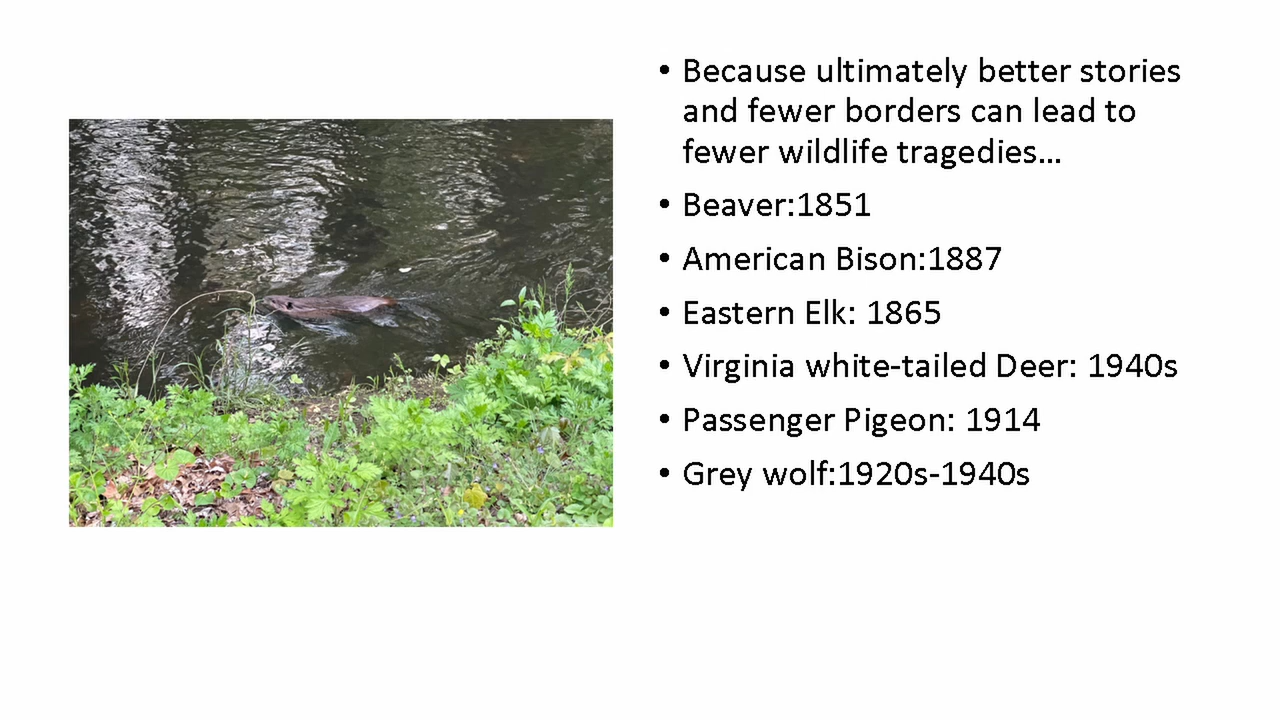 • Because ultimately better stories
and fewer borders can lead to
fewer wildlife tragedies…
• Beaver:1851
• American Bison:1887
• Eastern Elk: 1865
• Virginia white-tailed Deer: 1940s
• Passenger Pigeon: 1914
• Grey wolf:1920s-1940s